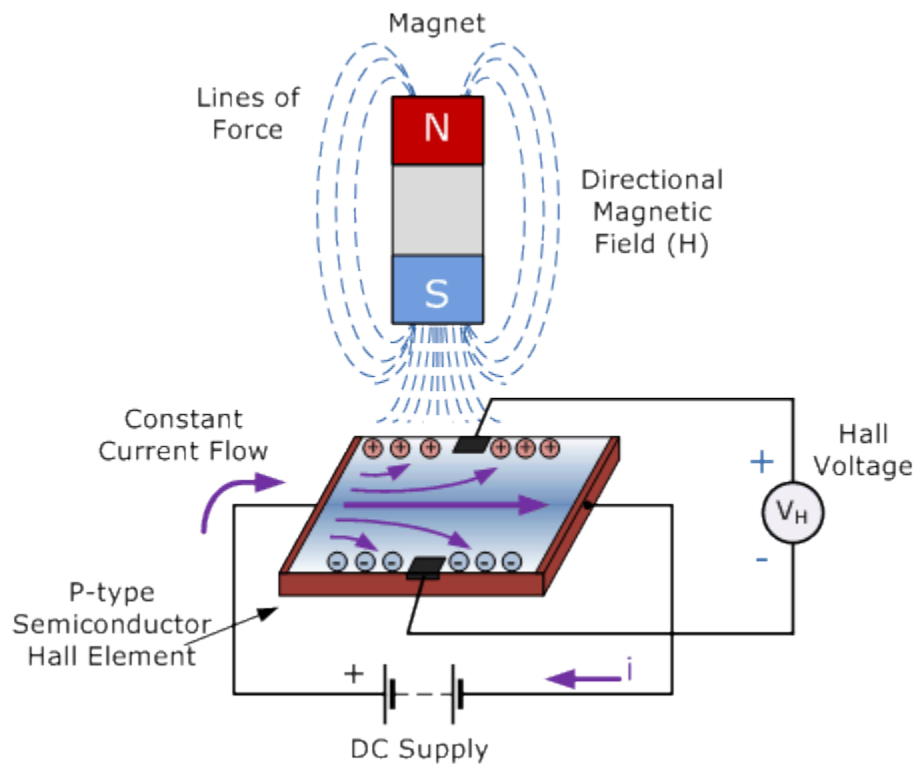 Magnet
Lines of
Force
N
Directional
Magnetic
Field (H)
S
Constant
Current Flow
Hall
Voltage
+ + + + + +
+
VH
-
- - - - - -
P-type
Semiconductor
Hall Element
+
i
DC Supply